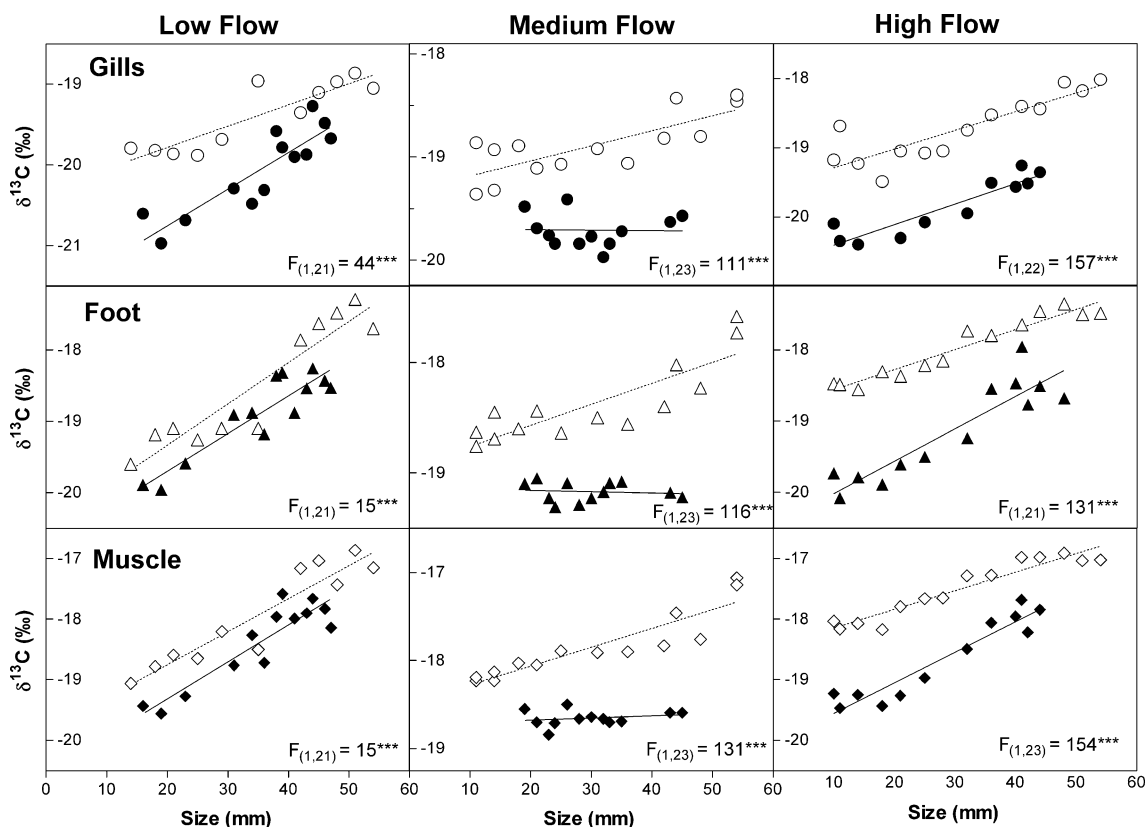 Low Flow Medium Flow High Flow
Gills
δ13C (‰)
-19
-20
-21
F(1,21) = 44***
-18
-19
-20
F(1,23) = 111***
-18
-19
-20
F(1,22) = 157***
Foot
δ13C (‰)
-18
-19
-20
F(1,21) = 15***
-18
-19
F(1,23) = 116***
-18
-19
-20
F(1,21) = 131***
Muscle
δ13C (‰)
-17
-18
-19
-20
F(1,21) = 15***
-17
-18
-19
F(1,23) = 131***
-17
-18
-19
-20
F(1,23) = 154***
0 10 20 30 40 50 60 0 10 20 30 40 50 60 0 10 20 30 40 50 60
Size (mm) Size (mm) Size (mm)